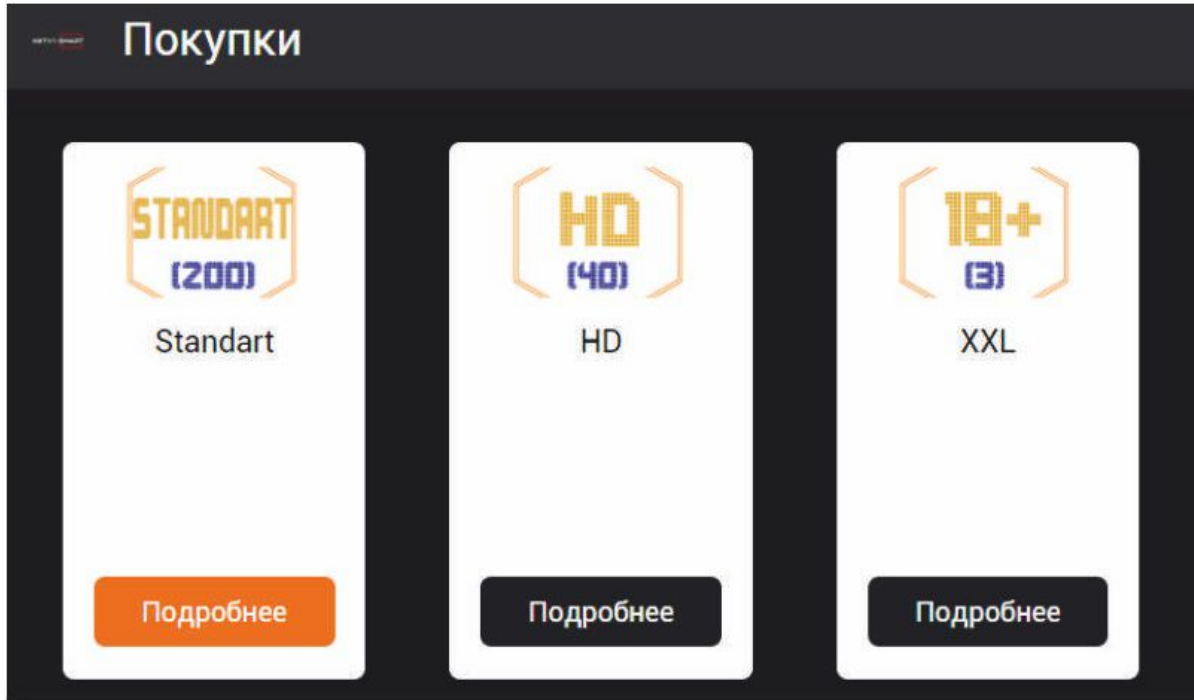 Покупки
STANDART
(200)
Standart
Подробнее
HD
(40)
HD
Подробнее
18+
(3)
XXL
Подробнее